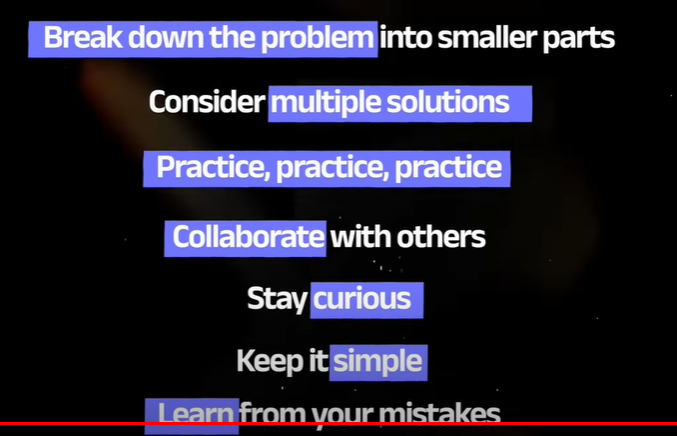 Break down the problem into smaller parts
Consider multiple solutions
Practice, practice, practice
Collaborate with others
Stay curious
Keep it simple
Learn from your mistakes